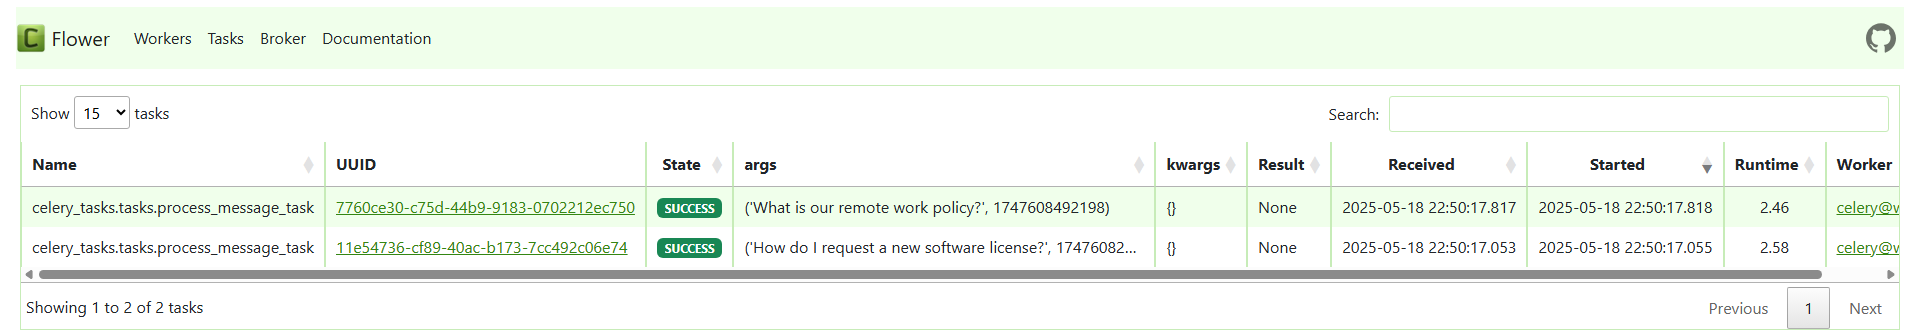 Flower Workers Tasks Broker Documentation
Show 15 tasks Search:
Name UUID State args kwargs Result Received Started Runtime Worker
celery_tasks.tasks.process_message_task 7760ce30-c75d-44b9-9183-0702212ec750 SUCCESS ('What is our remote work policy?', 1747608492198) {} None 2025-05-18 22:50:17.817 2025-05-18 22:50:17.818 2.46 celery@w
celery_tasks.tasks.process_message_task 11e54736-cf89-40ac-b173-7cc492c06e74 SUCCESS ('How do I request a new software license?', 17476082... {} None 2025-05-18 22:50:17.053 2025-05-18 22:50:17.055 2.58 celery@w
Showing 1 to 2 of 2 tasks Previous 1 Next